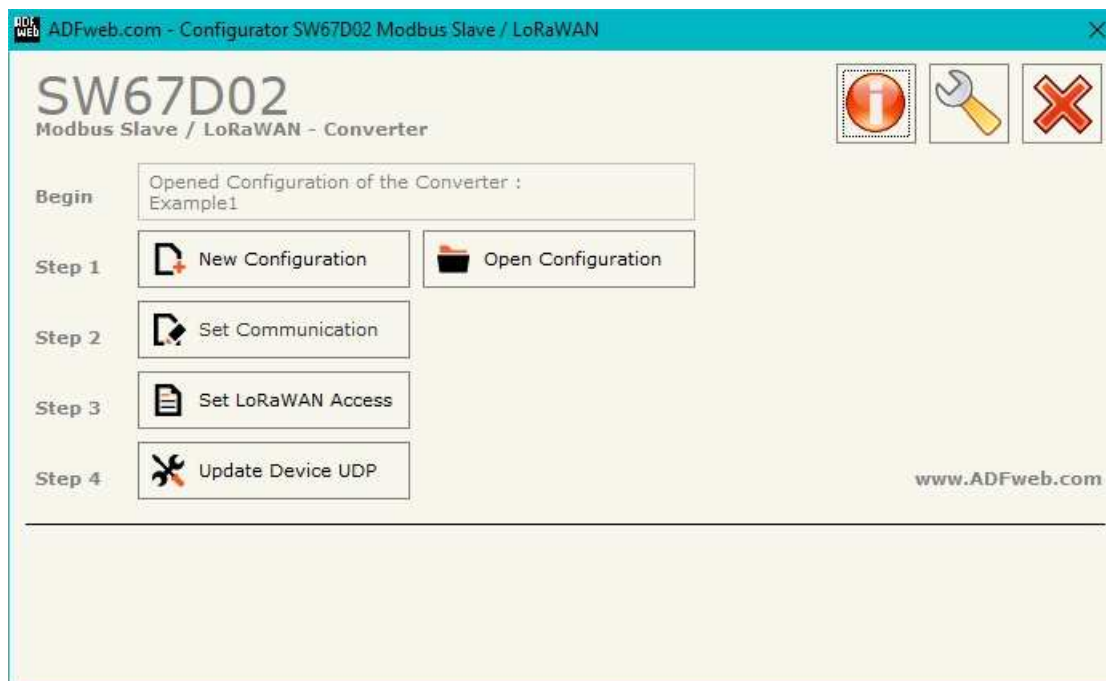 ADF
WEB
ADFweb.com - Configurator SW67D02 Modbus Slave / LoRaWAN
SW67D02
Modbus Slave / LoRaWAN - Converter
Begin
Opened Configuration of the Converter :
Example1
Step 1
New Configuration
Open Configuration
Step 2
Set Communication
Step 3
Set LoRaWAN Access
Step 4
Update Device UDP
www.ADFweb.com